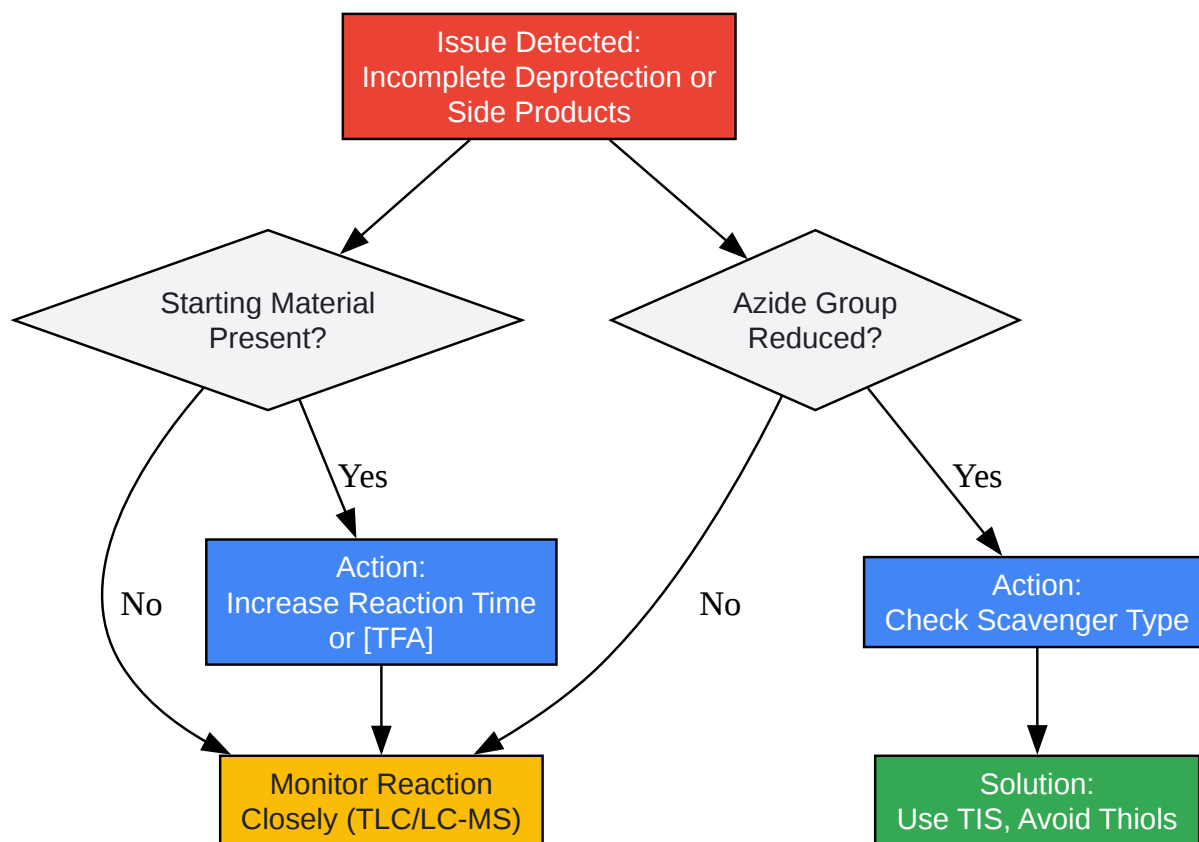 Issue Detected:
Incomplete Deprotection or
Side Products
Starting Material
Present?
Azide Group
Reduced?
Yes
Yes
Action:
Increase Reaction Time
or [TFA]
No
No
Action:
Check Scavenger Type
Monitor Reaction
Closely (TLC/LC-MS)
Solution:
Use TIS, Avoid Thiols